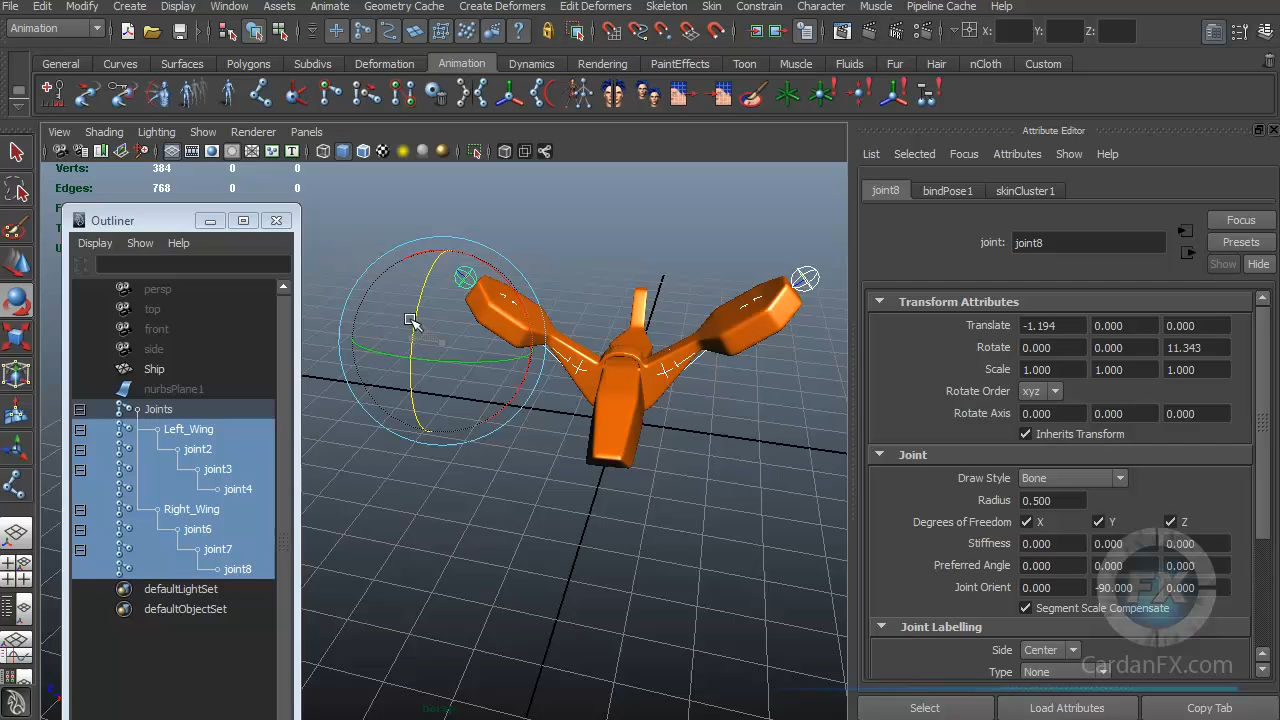 File Edit Modify Create Display Window Assets Animate Geometry Cache Create Deformers Edit Deformers Skeleton Skin Constrain Character Muscle Pipeline Cache Help
Animation X: Y: Z:
General Curves Surfaces Polygons Subdivs Deformation Animation Dynamics Rendering PaintEffects Toon Muscle Fluids Fur Hair nCloth Custom
View Shading Lighting Show Renderer Panels
Verts: 384 0 0
Edges: 768 0 0
Outliner
Display Show Help
persp
top
front
side
Ship
nurbsPlane1
Joints
Left_Wing
joint2
joint3
joint4
Right_Wing
joint6
joint7
joint8
defaultLightSet
defaultObjectSet
persp
Attribute Editor
List Selected Focus Attributes Show Help
joint8 bindPose1 skinCluster1
joint: joint8
Focus
Presets
Show Hide
Transform Attributes
Translate -1.194 0.000 0.000
Rotate 0.000 0.000 11.343
Scale 1.000 1.000 1.000
Rotate Order xyz
Rotate Axis 0.000 0.000 0.000
Inherits Transform
Joint
Draw Style Bone
Radius 0.500
Degrees of Freedom X Y Z
Stiffness 0.000 0.000 0.000
Preferred Angle 0.000 0.000 0.000
Joint Orient 0.000 -90.000 0.000
Segment Scale Compensate
Joint Labelling
Side Center
Type None
FX
CardanFX.com
Select Load Attributes Copy Tab